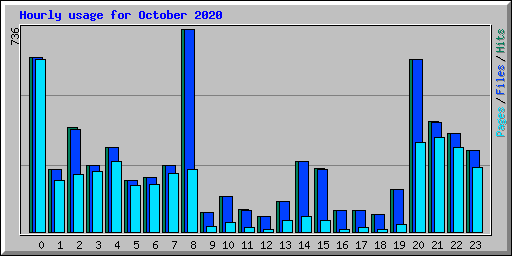 Hourly usage for October 2020
736
Pages/Files/Hits
0 1 2 3 4 5 6 7 8 9 10 11 12 13 14 15 16 17 18 19 20 21 22 23